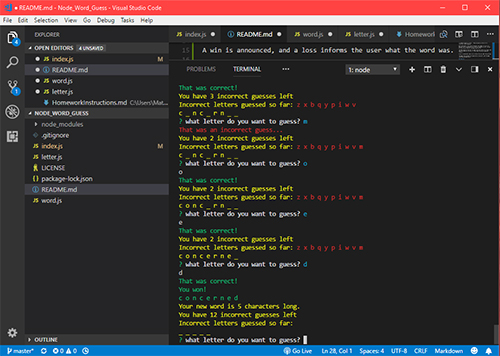 README.md - Node_Word_Guess - Visual Studio Code
File Edit Selection View Go Debug Tasks Help
EXPLORER
OPEN EDITORS 4 UNSAVED
index.js M
README.md
word.js
letter.js
HomeworkInstructions.md C:\Users\Mat...
NODE_WORD_GUESS
node_modules
.gitignore
index.js M
letter.js
LICENSE
package-lock.json
README.md
word.js
OUTLINE
index.js README.md word.js letter.js Homework
15 A win is announced, and a loss informs the user what the word was.
PROBLEMS TERMINAL ... 1: node
That was correct!
You have 3 incorrect guesses left
Incorrect letters guessed so far: z x b q y p i w v
c _ n c _ r n _ _
? what letter do you want to guess? m
That was an incorrect guess...
You have 2 incorrect guesses left
Incorrect letters guessed so far: z x b q y p i w v m
c _ n c _ r n _ _
? what letter do you want to guess? o
o
That was correct!
You have 2 incorrect guesses left
Incorrect letters guessed so far: z x b q y p i w v m
c o n c _ r n _ _
? what letter do you want to guess? e
e
That was correct!
You have 2 incorrect guesses left
Incorrect letters guessed so far: z x b q y p i w v m
c o n c e r n e _
? what letter do you want to guess? d
d
That was correct!
You won!
c o n c e r n e d
Your new word is 5 characters long.
You have 12 incorrect guesses left
Incorrect letters guessed so far:
_ _ _ _ _
? what letter do you want to guess?
master* 0 0 Go Live Ln 28, Col 1 Spaces: 4 UTF-8 CRLF Markdown